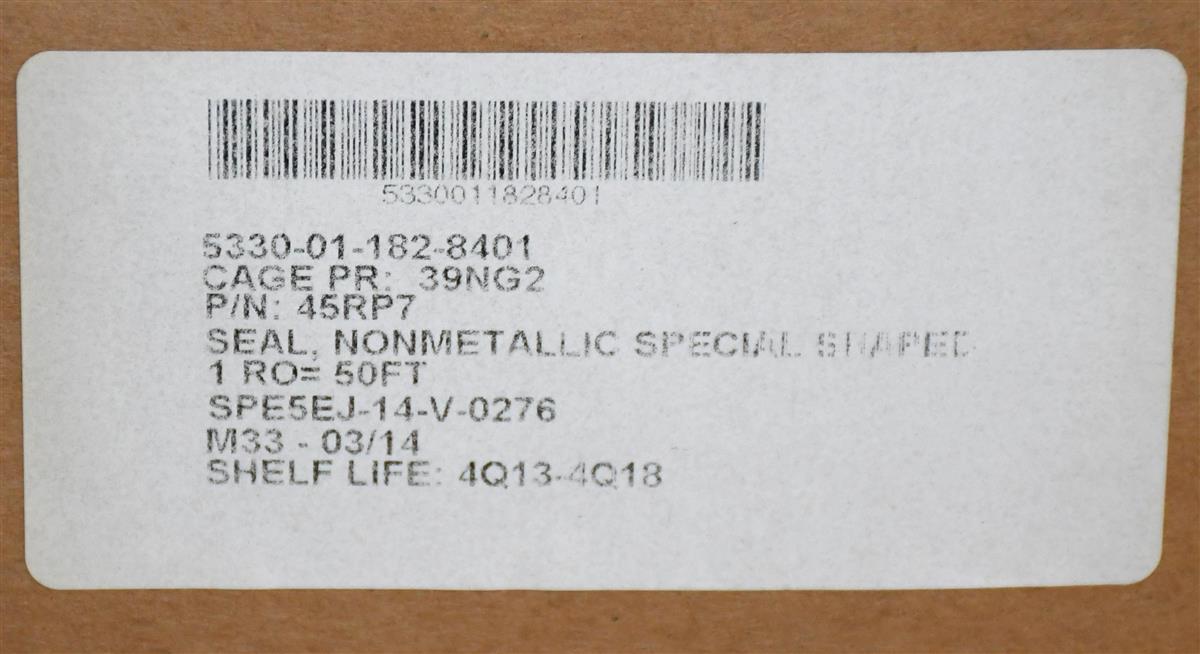 5330011828401
5330-01-182-8401
CAGE PR: 39NG2
P/N: 45RP7
SEAL, NONMETALLIC SPECIAL SHAPED
1 RO= 50FT
SPE5EJ-14-V-0276
M33 - 03/14
SHELF LIFE: 4Q13-4Q18